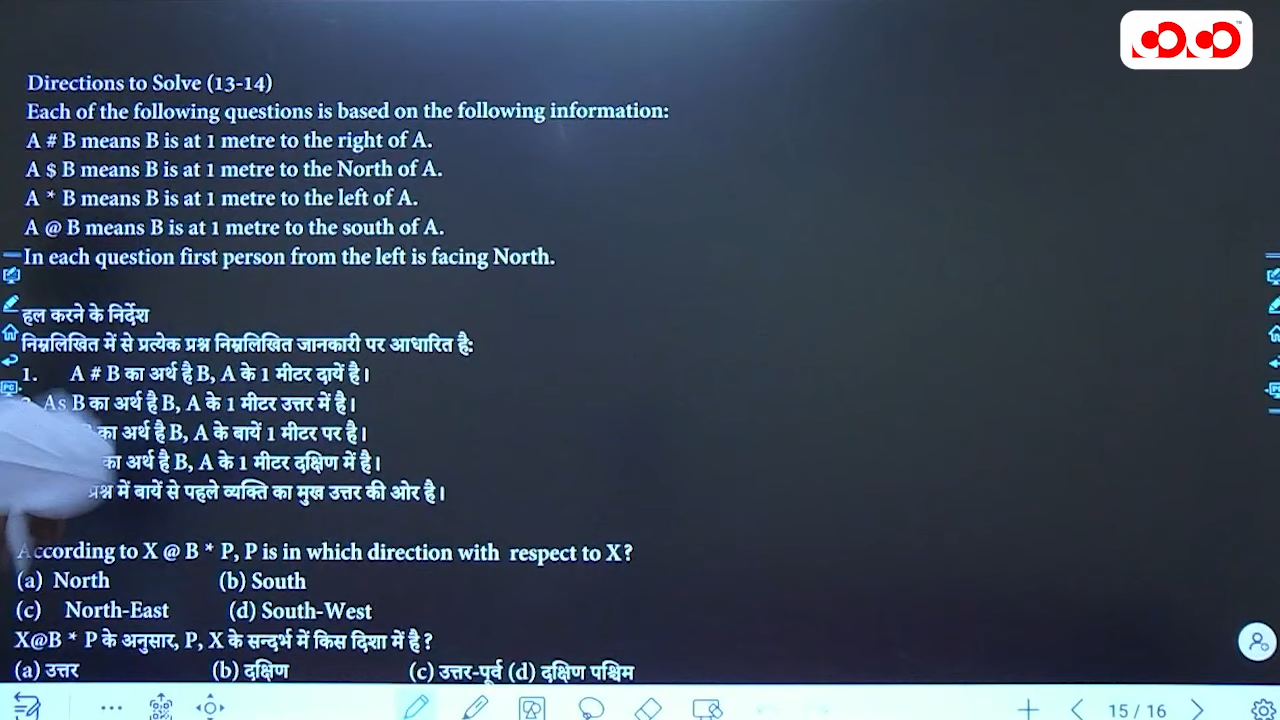 Directions to Solve (13-14)
Each of the following questions is based on the following information:
A # B means B is at 1 metre to the right of A.
A $ B means B is at 1 metre to the North of A.
A * B means B is at 1 metre to the left of A.
A @ B means B is at 1 metre to the south of A.
In each question first person from the left is facing North.
हल करने के निर्देश
निम्नलिखित में से प्रत्येक प्रश्न निम्नलिखित जानकारी पर आधारित है:
1. A # B का अर्थ है B, A के 1 मीटर दायें है।
As B का अर्थ है B, A के 1 मीटर उत्तर में है।
का अर्थ है B, A के बायें 1 मीटर पर है।
का अर्थ है B, A के 1 मीटर दक्षिण में है।
प्रश्न में बायें से पहले व्यक्ति का मुख उत्तर की ओर है।
According to X @ B * P, P is in which direction with respect to X?
(a) North (b) South
(c) North-East (d) South-West
X@B * P के अनुसार, P, X के सन्दर्भ में किस दिशा में है?
(a) उत्तर (b) दक्षिण (c) उत्तर-पूर्व (d) दक्षिण पश्चिम
15 / 16